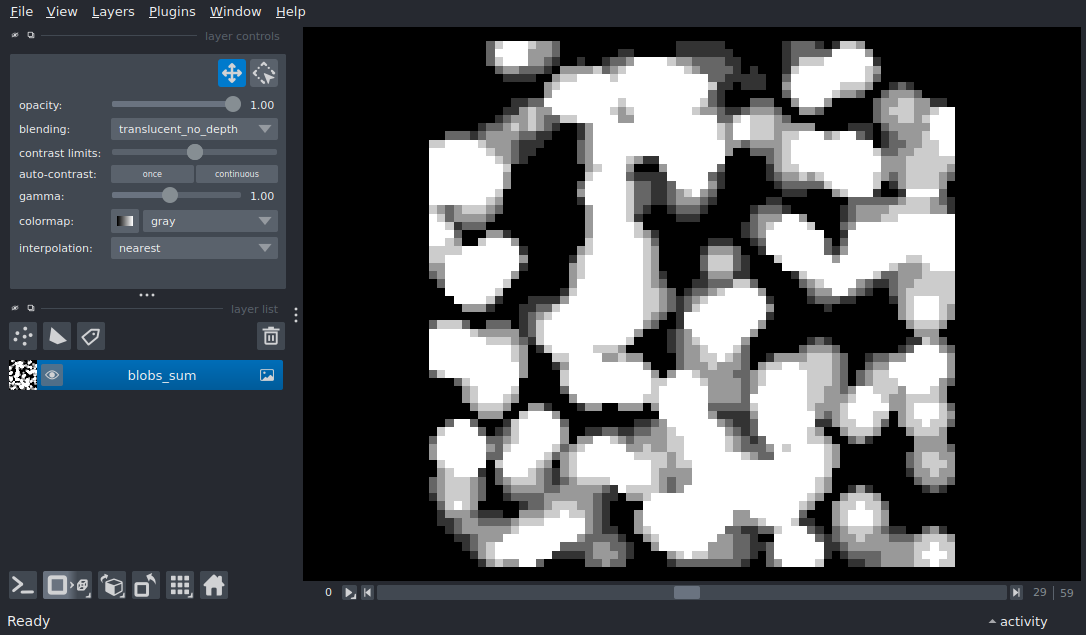 File View Layers Plugins Window Help
layer controls
opacity: 1.00
blending: translucent_no_depth
contrast limits:
auto-contrast: once continuous
gamma: 1.00
colormap: gray
interpolation: nearest
layer list
blobs_sum
0 29 59
Ready activity